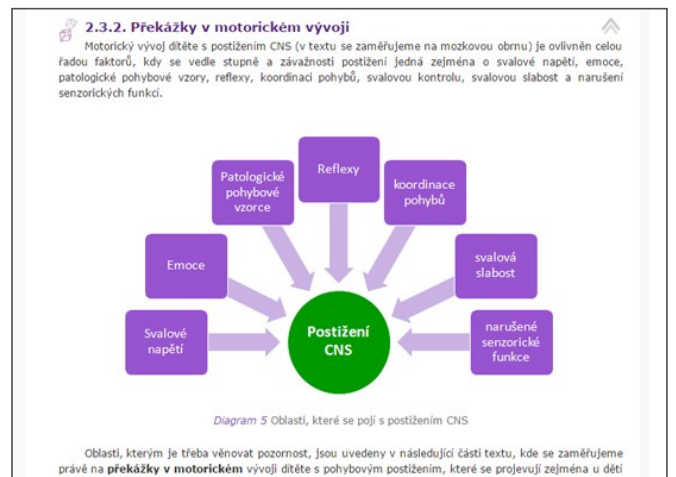 2.3.2. Překážky v motorickém vývoji
Motorický vývoj dítěte s postižením CNS (v textu se zaměřujeme na mozkovou obrnu) je ovlivněn celou
řadou faktorů, kdy se vedle stupně a závažnosti postižení jedná zejména o svalové napětí, emoce,
patologické pohybové vzory, reflexy, koordinaci pohybů, svalovou kontrolu, svalovou slabost a narušení
senzorických funkcí.
Svalové
napětí
Emoce
Patologické
pohybové
vzorce
Reflexy
koordinace
pohybů
svalová
slabost
narušené
senzorické
funkce
Postižení
CNS
Diagram 5 Oblasti, které se pojí s postižením CNS
Oblasti, kterým je třeba věnovat pozornost, jsou uvedeny v následující části textu, kde se zaměřujeme
právě na překážky v motorickém vývoji dítěte s pohybovým postižením, které se projevují zejména u dětí